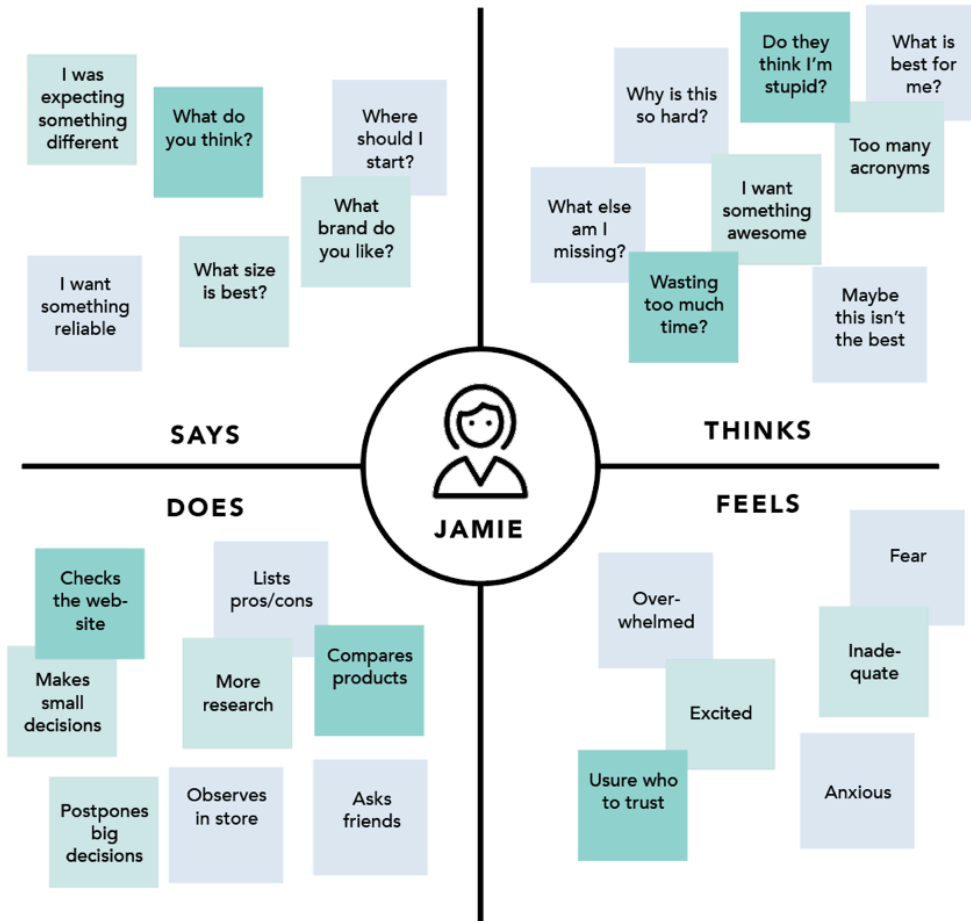 I was
expecting
something
different
What do
you think?
Where
should I
start?
What
brand do
you like?
What size
is best?
I want
something
reliable
SAYS
Do they
think I'm
stupid?
What is
best for
me?
Why is this
so hard?
Too many
acronyms
I want
something
awesome
What else
am I
missing?
Wasting
too much
time?
Maybe
this isn't
the best
THINKS
JAMIE
DOES
Checks
the web-
site
Lists
pros/cons
Compares
products
Makes
small
decisions
More
research
Postpones
big
decisions
Observes
in store
Asks
friends
FEELS
Fear
Over-
whelmed
Inade-
quate
Excited
Usure who
to trust
Anxious